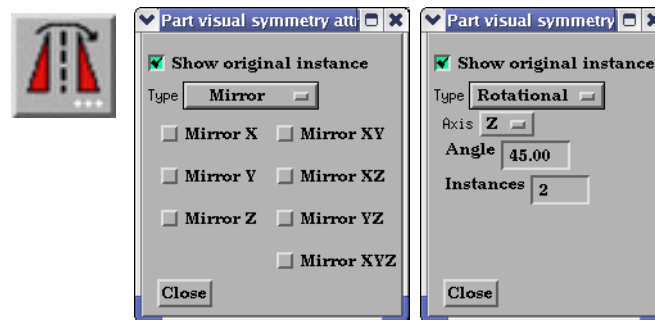 Part visual symmetry att
Show original instance
Type Mirror
Mirror X Mirror XY
Mirror Y Mirror XZ
Mirror Z Mirror YZ
Mirror XYZ
Close
Part visual symmetry
Show original instance
Type Rotational
Axis Z
Angle 45.00
Instances 2
Close